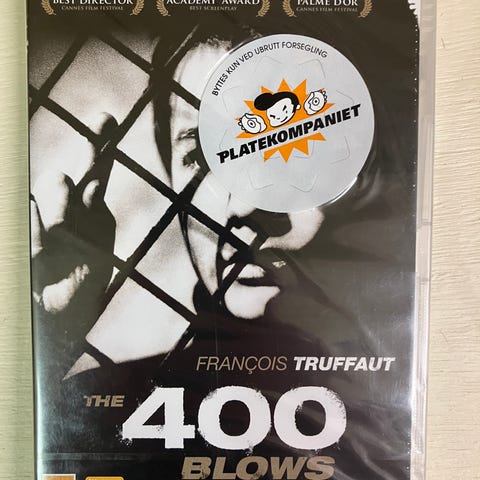 BEST DIRECTOR
CANNES FILM FESTIVAL
ACADEMY AWARD
BEST SCREENPLAY
PALME D'OR
CANNES FILM FESTIVAL
BYTTES KUN VED UBRUTT FORSEGLING
PLATEKOMPANIET
FRANÇOIS TRUFFAUT
THE
400
BLOWS